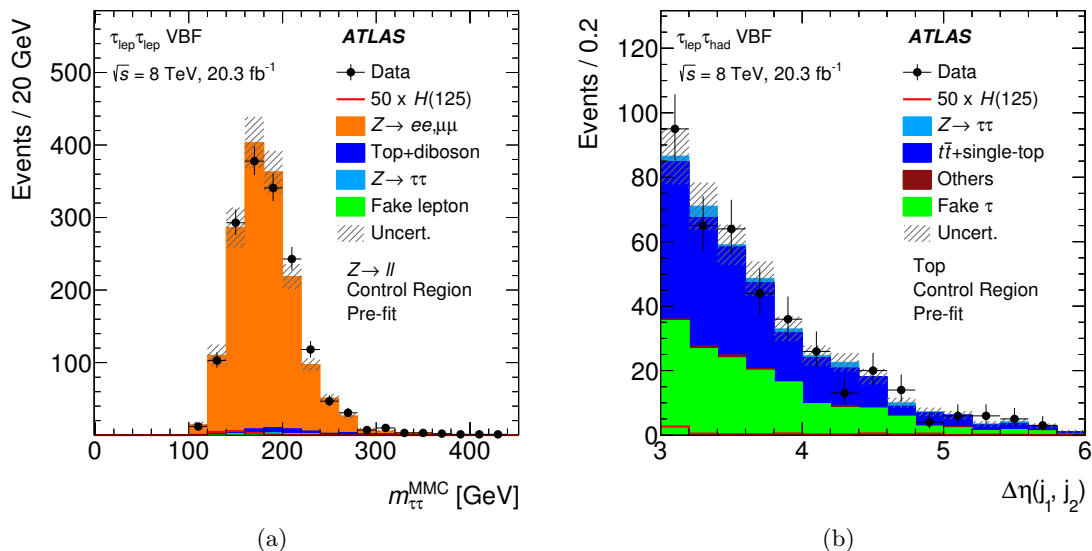 Events / 20 GeV
500
400
300
200
100
τlepτlep VBF
√s = 8 TeV, 20.3 fb-1
ATLAS
Data
50 x H(125)
Z→ ee,μμ
Top+diboson
Z→ ττ
Fake lepton
Uncert.
Z→ ll
Control Region
Pre-fit
0 100 200 300 400
mττMMC [GeV]
(a)
Events / 0.2
120
100
80
60
40
20
0
τlepτhad VBF
√s = 8 TeV, 20.3 fb-1
ATLAS
Data
50 x H(125)
Z→ ττ
tt̄+single-top
Others
Fake τ
Uncert.
Top
Control Region
Pre-fit
3 4 5 6
Δη(j1, j2)
(b)